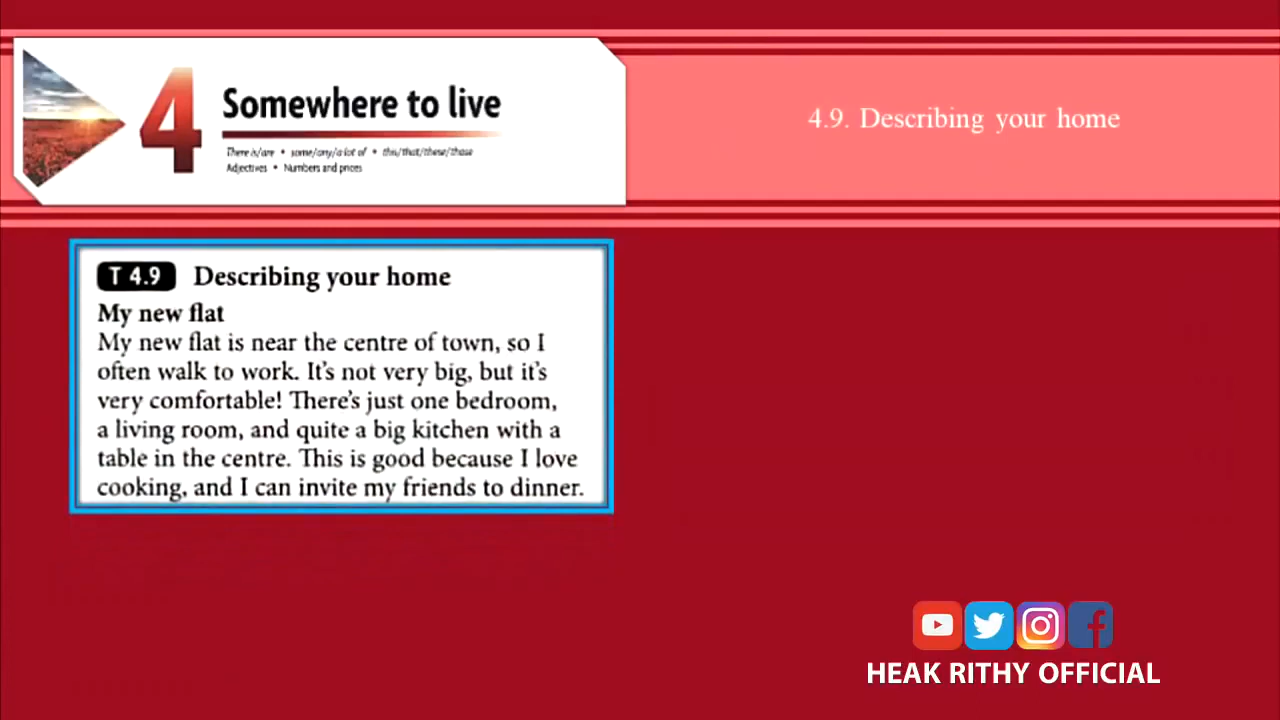 4
Somewhere to live
There is/are • some/any/a lot of • this/that/these/those
Adjectives • Numbers and prices
4.9. Describing your home
T 4.9 Describing your home
My new flat
My new flat is near the centre of town, so I
often walk to work. It's not very big, but it's
very comfortable! There's just one bedroom,
a living room, and quite a big kitchen with a
table in the centre. This is good because I love
cooking, and I can invite my friends to dinner.
HEAK RITHY OFFICIAL